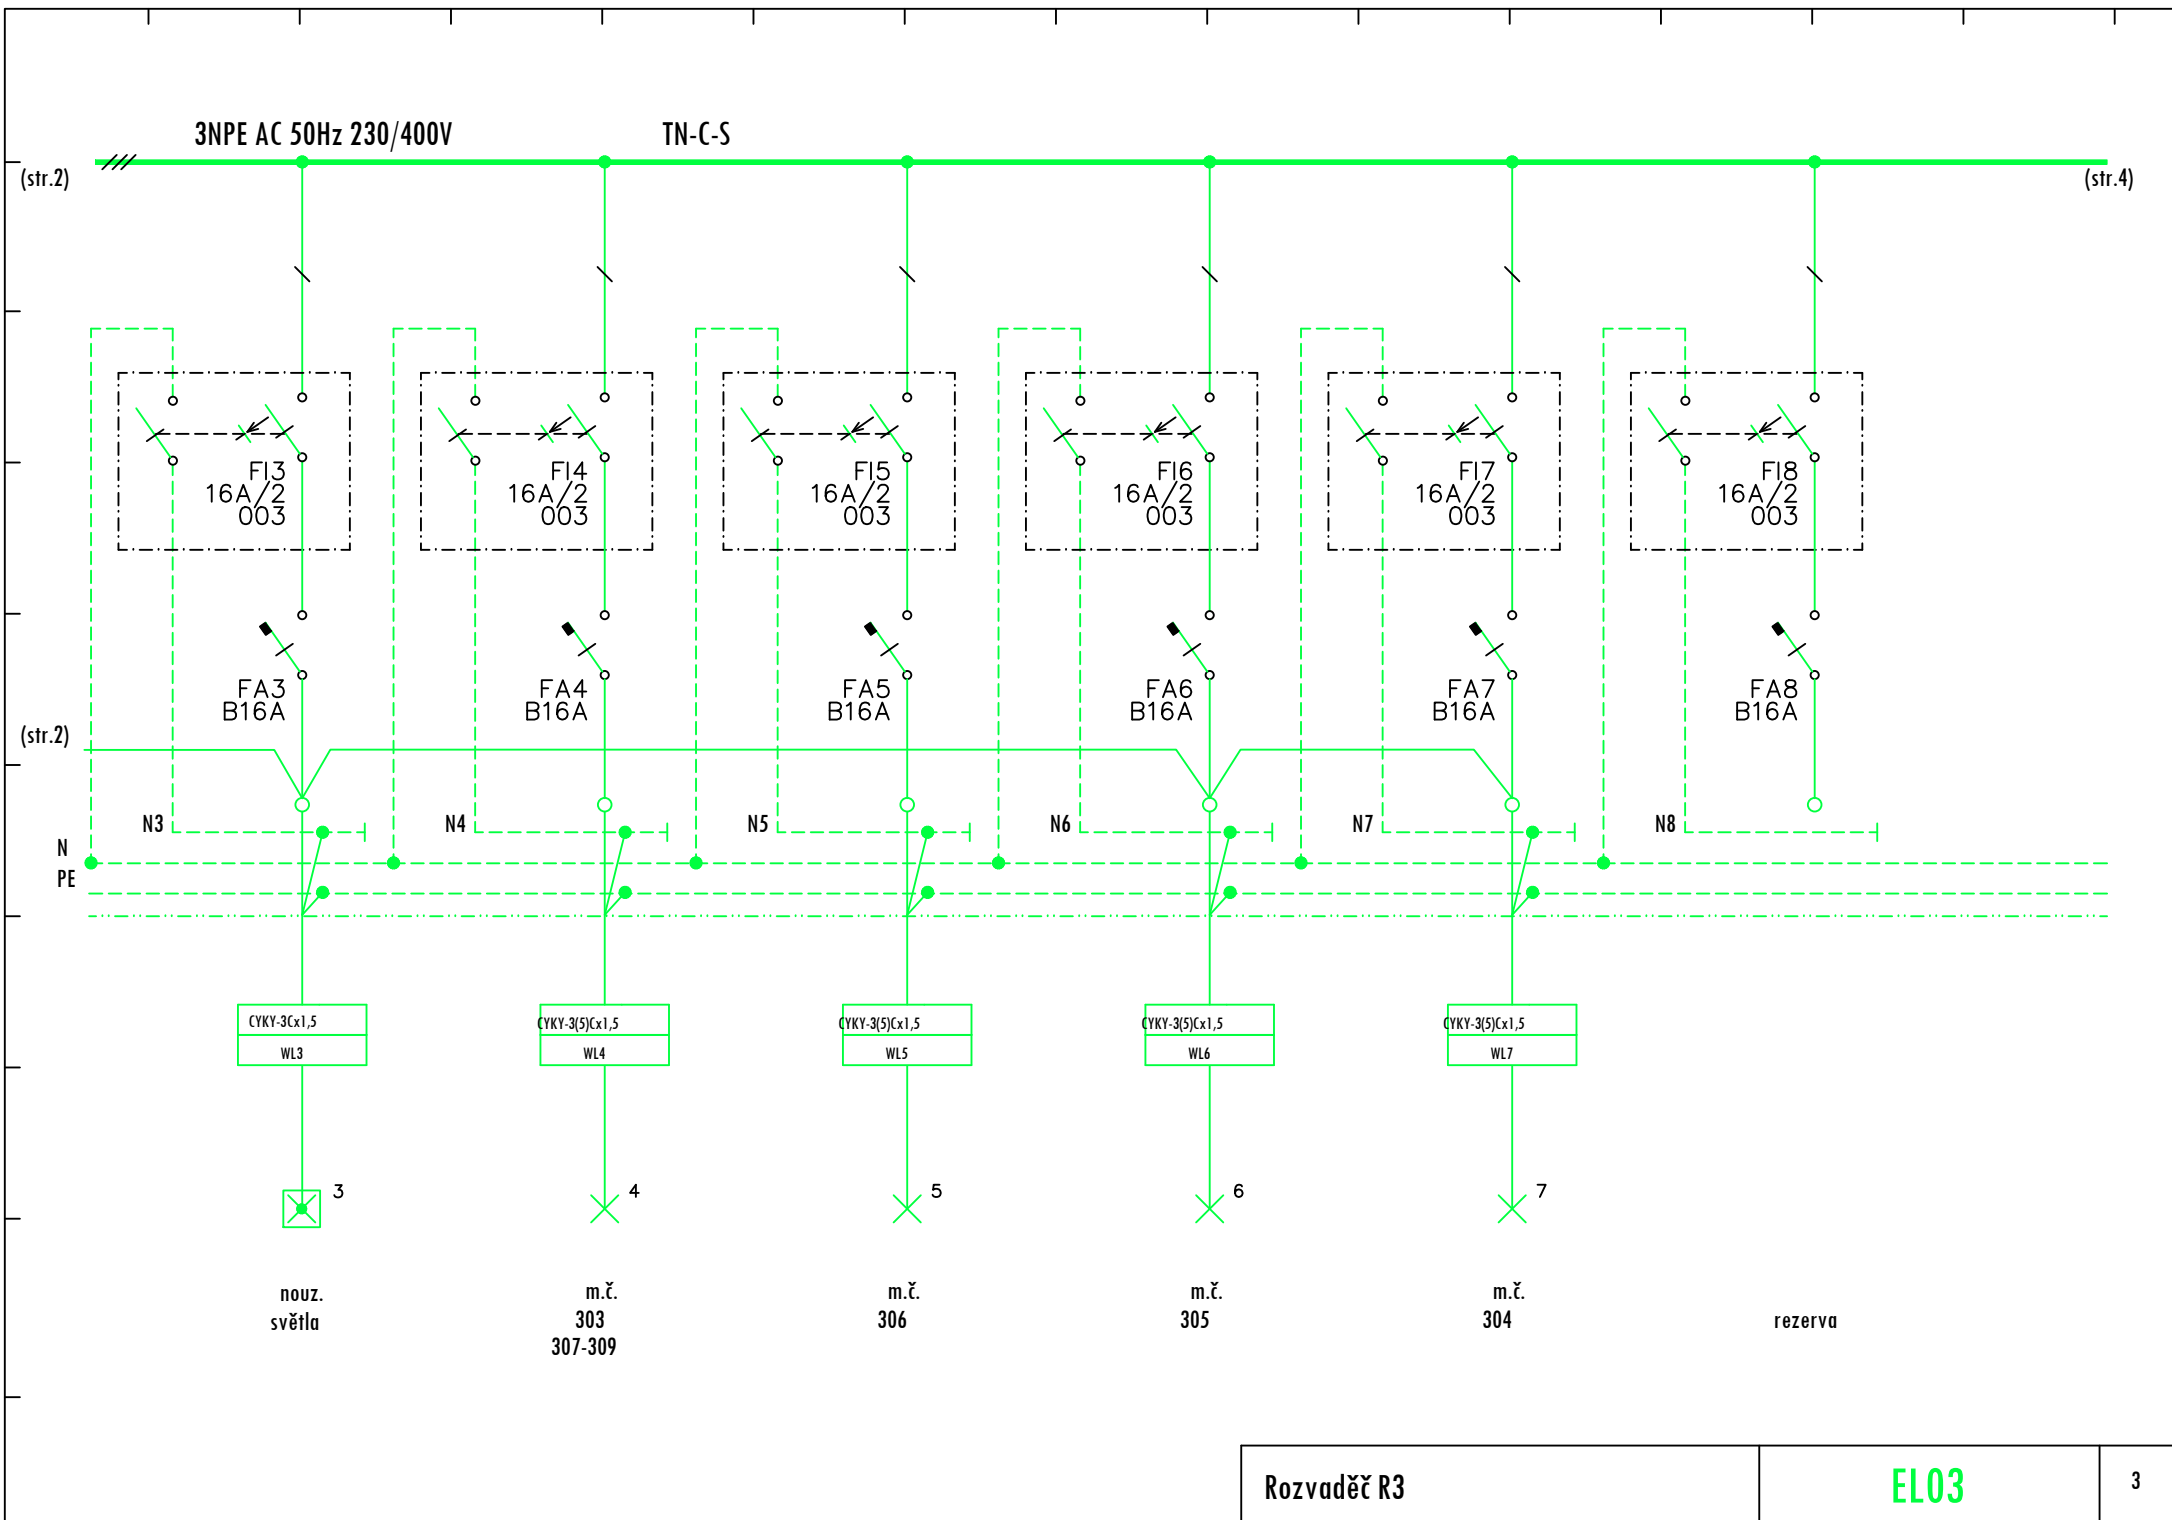 3NPE AC 50Hz 230/400V
TN-C-S
(str.2)
(str.4)
FI3
16A/2
003
FI4
16A/2
003
FI5
16A/2
003
FI6
16A/2
003
FI7
16A/2
003
FI8
16A/2
003
FA3
B16A
FA4
B16A
FA5
B16A
FA6
B16A
FA7
B16A
FA8
B16A
(str.2)
N3
N4
N5
N6
N7
N8
N
PE
CYKY-3Cx1,5
WL3
CYKY-3(5)Cx1,5
WL4
CYKY-3(5)Cx1,5
WL5
CYKY-3(5)Cx1,5
WL6
CYKY-3(5)Cx1,5
WL7
3
4
5
6
7
nouz.
světla
m.č.
303
307-309
m.č.
306
m.č.
305
m.č.
304
rezerva
Rozvaděč R3
EL03
3